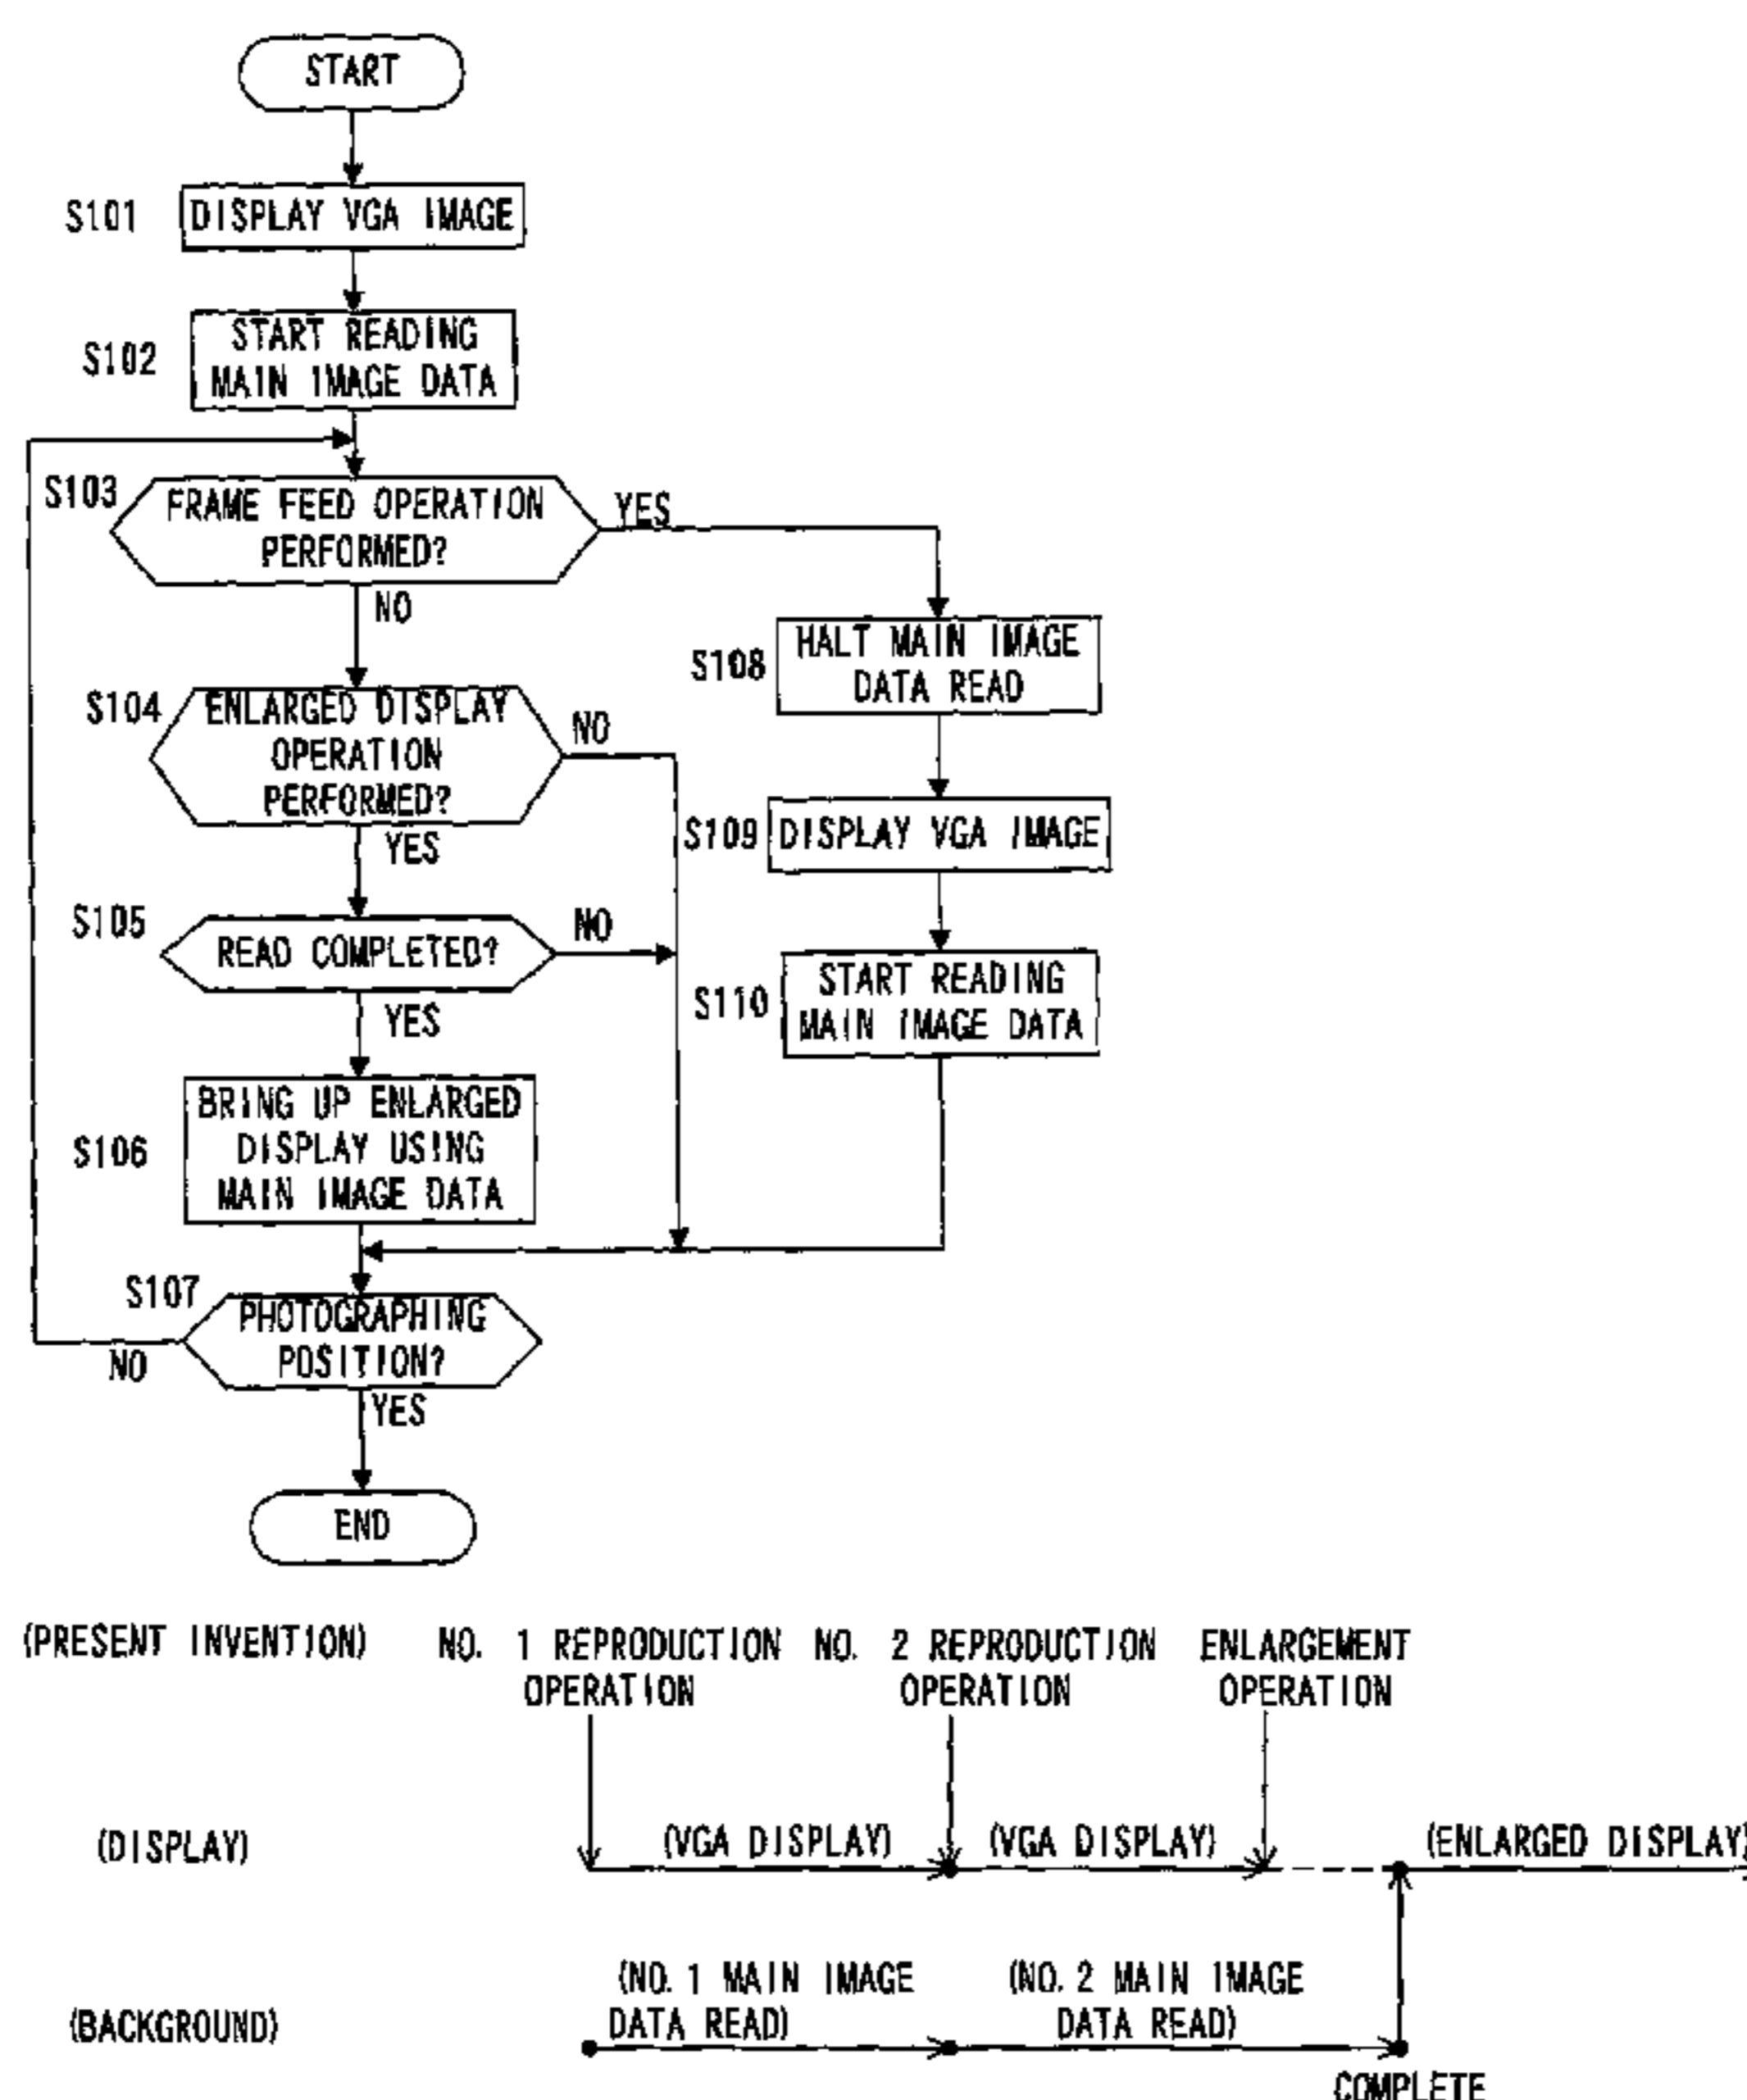 START
S101
DISPLAY VGA IMAGE
S102
START READING
MAIN IMAGE DATA
S103
FRAME FEED OPERATION
PERFORMED?
YES
NO
S104
ENLARGED DISPLAY
OPERATION
PERFORMED?
NO
YES
S105
READ COMPLETED?
NO
YES
S106
BRING UP ENLARGED
DISPLAY USING
MAIN IMAGE DATA
S107
PHOTOGRAPHING
POSITION?
NO
YES
END
S108
HALT MAIN IMAGE
DATA READ
S109
DISPLAY VGA IMAGE
S110
START READING
MAIN IMAGE DATA
(PRESENT INVENTION)
NO. 1 REPRODUCTION
OPERATION
NO. 2 REPRODUCTION
OPERATION
ENLARGEMENT
OPERATION
(DISPLAY)
(VGA DISPLAY)
(VGA DISPLAY)
(ENLARGED DISPLAY)
(BACKGROUND)
(NO. 1 MAIN IMAGE
DATA READ)
(NO. 2 MAIN IMAGE
DATA READ)
COMPLETE